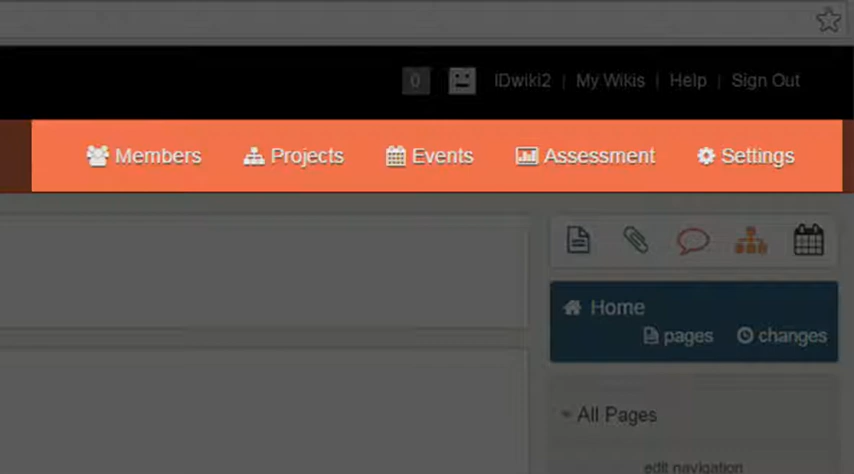 0 IDwiki2 | My Wikis | Help | Sign Out
Members Projects Events Assessment Settings
Home
pages changes
All Pages
edit navigation